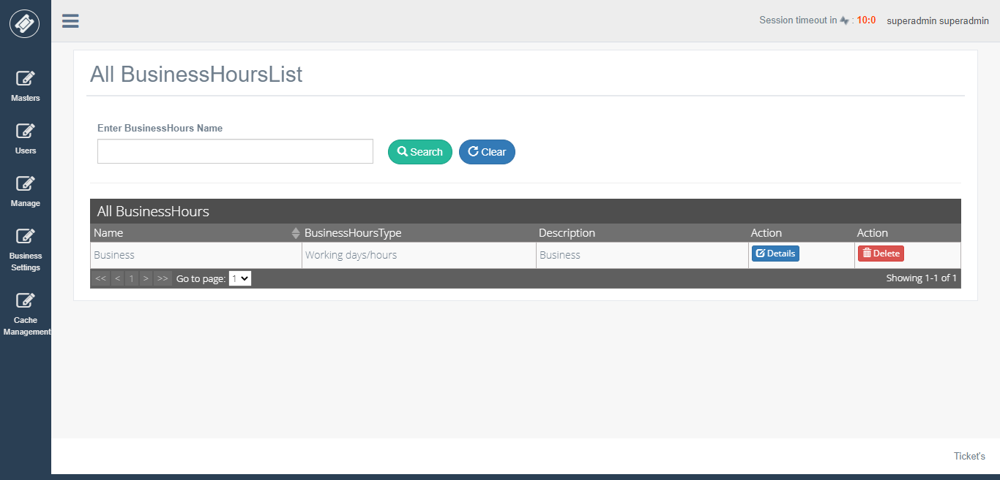 Session timeout in : 10:0 superadmin superadmin
All BusinessHoursList
Masters
Users
Manage
Business
Settings
Cache
Management
Enter BusinessHours Name
Search Clear
All BusinessHours
Name BusinessHoursType Description Action Action
Business Working days/hours Business Details Delete
<< < 1 > >> Go to page: 1 Showing 1-1 of 1
Ticket's